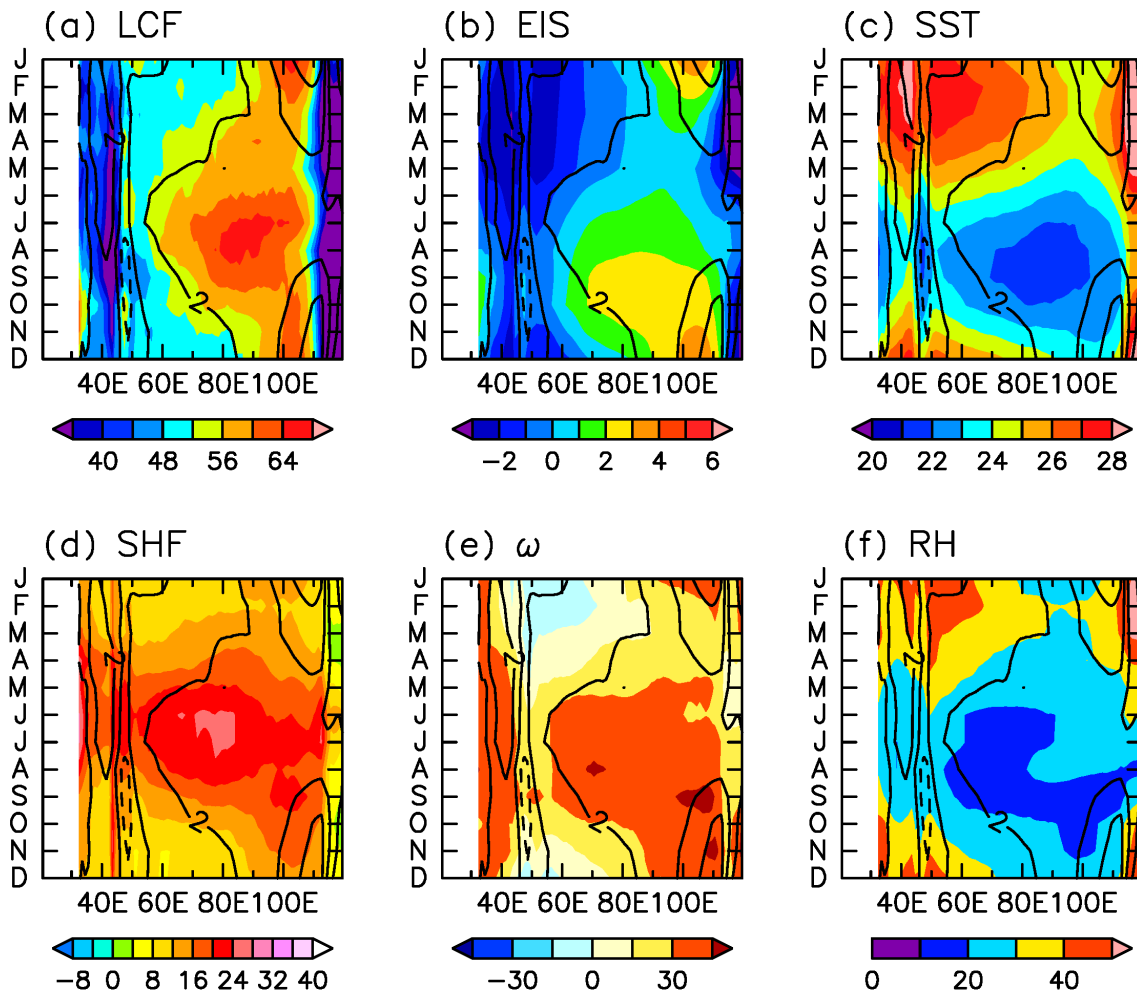 (a) LCF
(b) EIS
(c) SST
J
F
M
A
M
J
J
A
S
O
N
D
2
2
J
F
M
A
M
J
J
A
S
O
N
D
2
2
J
F
M
A
M
J
J
A
S
O
N
D
2
2
40E 60E 80E 100E
40E 60E 80E 100E
40E 60E 80E 100E
40 48 56 64
−2 0 2 4 6
20 22 24 26 28
(d) SHF
(e) ω
(f) RH
J
F
M
A
M
J
J
A
S
O
N
D
2
2
J
F
M
A
M
J
J
A
S
O
N
D
2
2
J
F
M
A
M
J
J
A
S
O
N
D
2
2
40E 60E 80E 100E
40E 60E 80E 100E
40E 60E 80E 100E
−8 0 8 16 24 32 40
−30 0 30
0 20 40